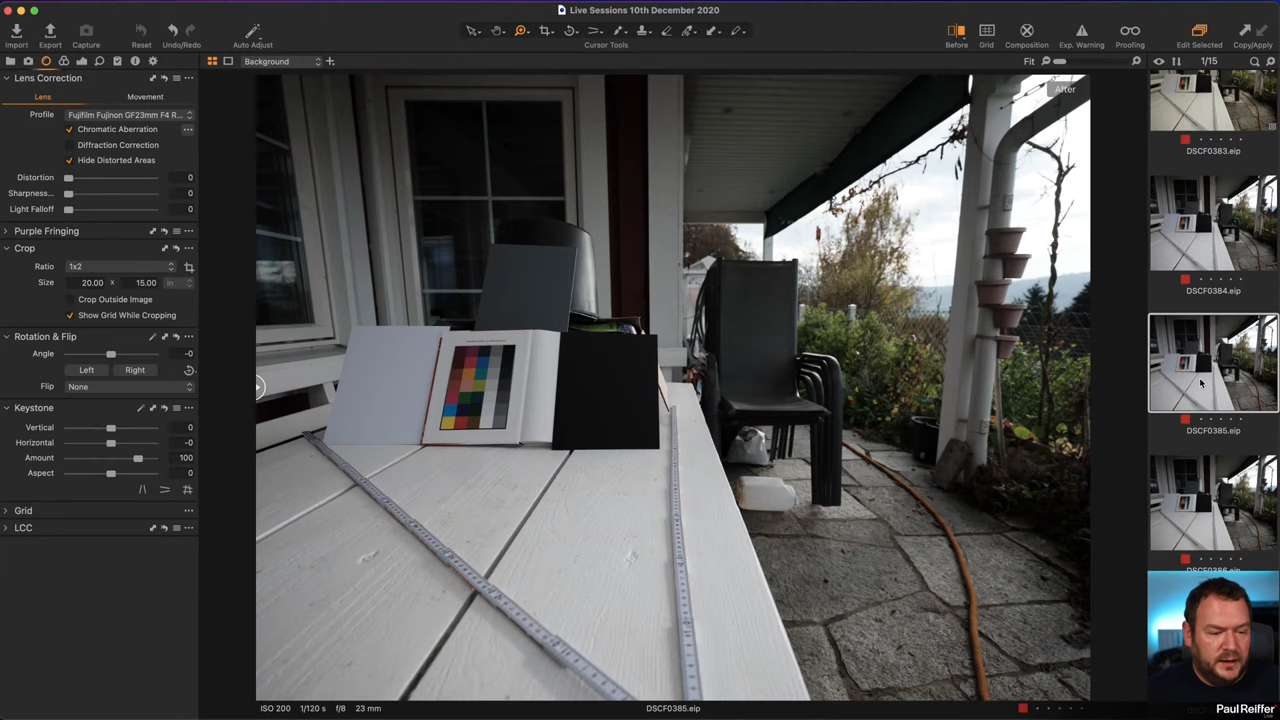 Live Sessions 10th December 2020
Import
Export
Capture
Reset
Undo/Redo
Auto Adjust
Cursor Tools
Before
Grid
Composition
Exp. Warning
Proofing
Edit Selected
Copy/Apply
Background
Fit
1/15
Lens Correction
Lens
Movement
Profile
Fujifilm Fujinon GF23mm F4 R...
Chromatic Aberration
Diffraction Correction
Hide Distorted Areas
Distortion 0
Sharpness... 0
Light Falloff 0
Purple Fringing
Crop
Ratio 1x2
Size 20.00 x 15.00 in
Crop Outside Image
Show Grid While Cropping
Rotation & Flip
Angle -0
Left Right
Flip None
Keystone
Vertical 0
Horizontal -0
Amount 100
Aspect 0
Grid
LCC
After
DSCF0383.eip
DSCF0384.eip
DSCF0385.eip
DSCF0386.eip
ISO 200 1/120 s f/8 23 mm
DSCF0385.eip
Paul Reiffer
Live